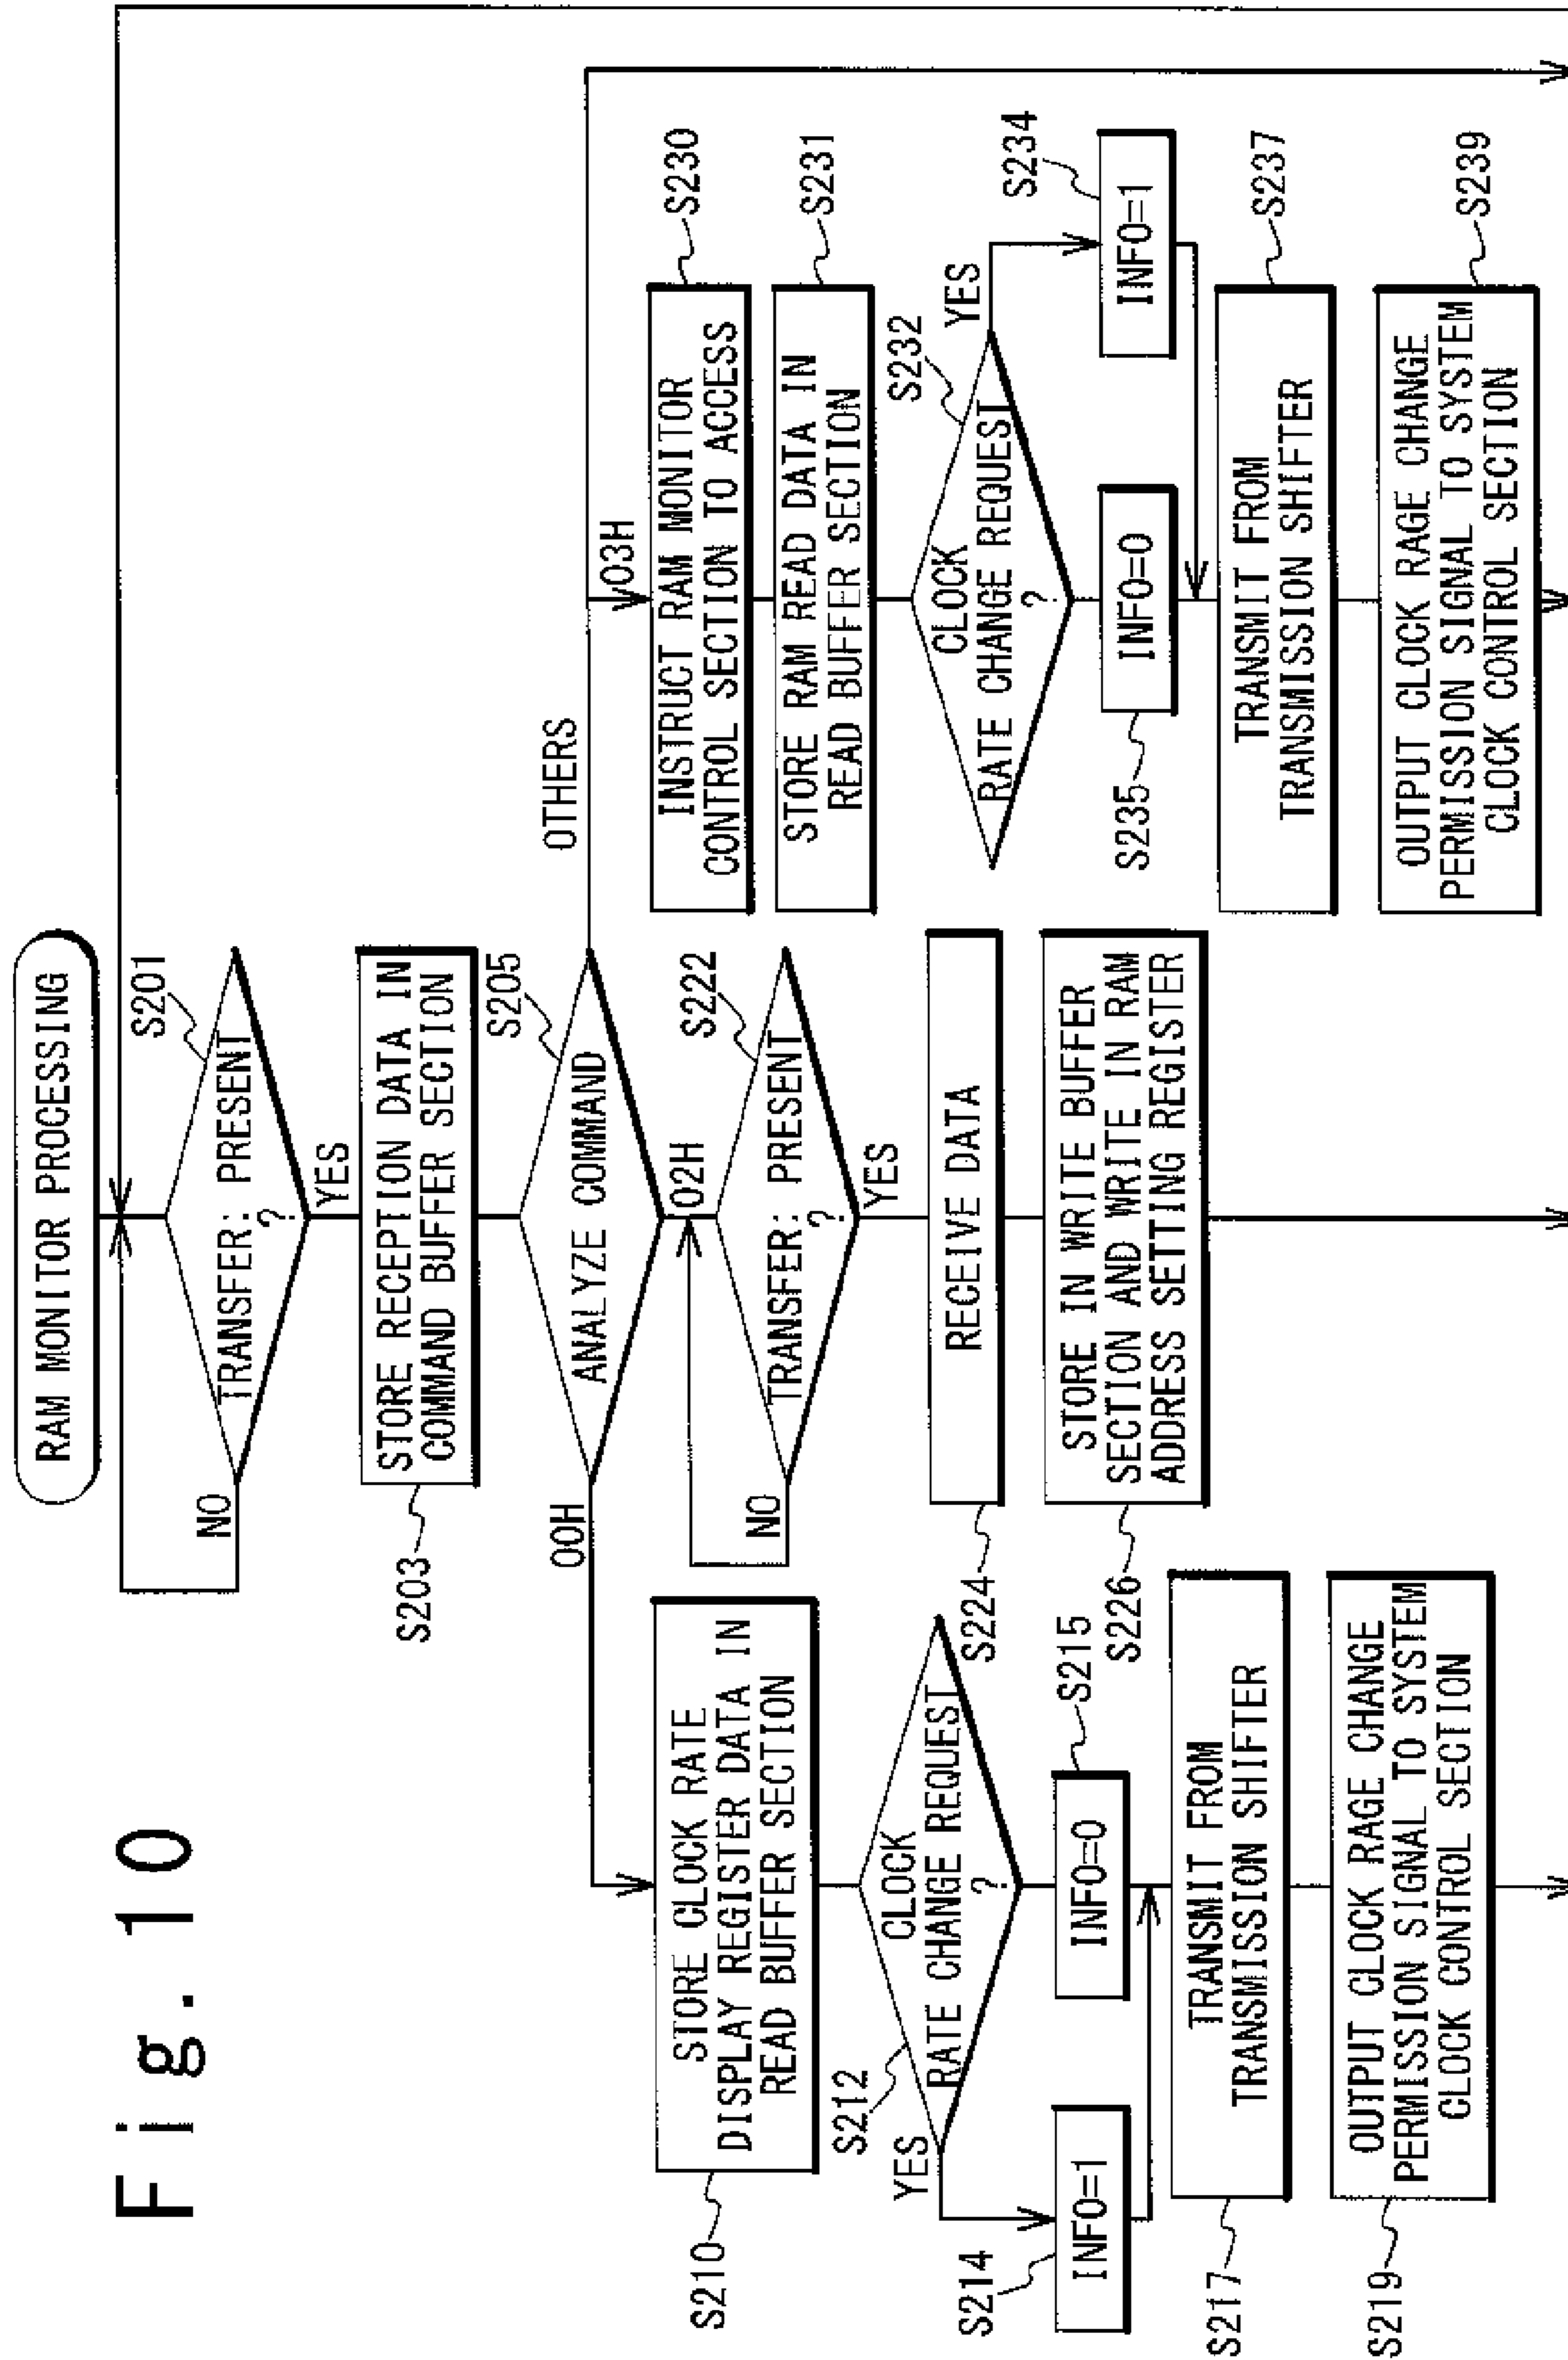 Fig.10
RAM MONITOR PROCESSING
S201
TRANSFER: PRESENT
?
NO
YES
STORE RECEPTION DATA IN
COMMAND BUFFER SECTION
S203
S205
ANALYZE COMMAND
00H
02H
OTHERS
03H
STORE CLOCK RATE
DISPLAY REGISTER DATA IN
READ BUFFER SECTION
S210
S212
CLOCK
RATE CHANGE REQUEST
?
YES
INFO=1
S214
INFO=0
S215
TRANSMIT FROM
TRANSMISSION SHIFTER
S217
OUTPUT CLOCK RAGE CHANGE
PERMISSION SIGNAL TO SYSTEM
CLOCK CONTROL SECTION
S219
S222
TRANSFER: PRESENT
?
NO
YES
RECEIVE DATA
S224
STORE IN WRITE BUFFER
SECTION AND WRITE IN RAM
ADDRESS SETTING REGISTER
S226
INSTRUCT RAM MONITOR
CONTROL SECTION TO ACCESS
S230
STORE RAM READ DATA IN
READ BUFFER SECTION
S231
S232
CLOCK
RATE CHANGE REQUEST
?
YES
S234
INFO=1
INFO=0
S235
TRANSMIT FROM
TRANSMISSION SHIFTER
S237
OUTPUT CLOCK RAGE CHANGE
PERMISSION SIGNAL TO SYSTEM
CLOCK CONTROL SECTION
S239